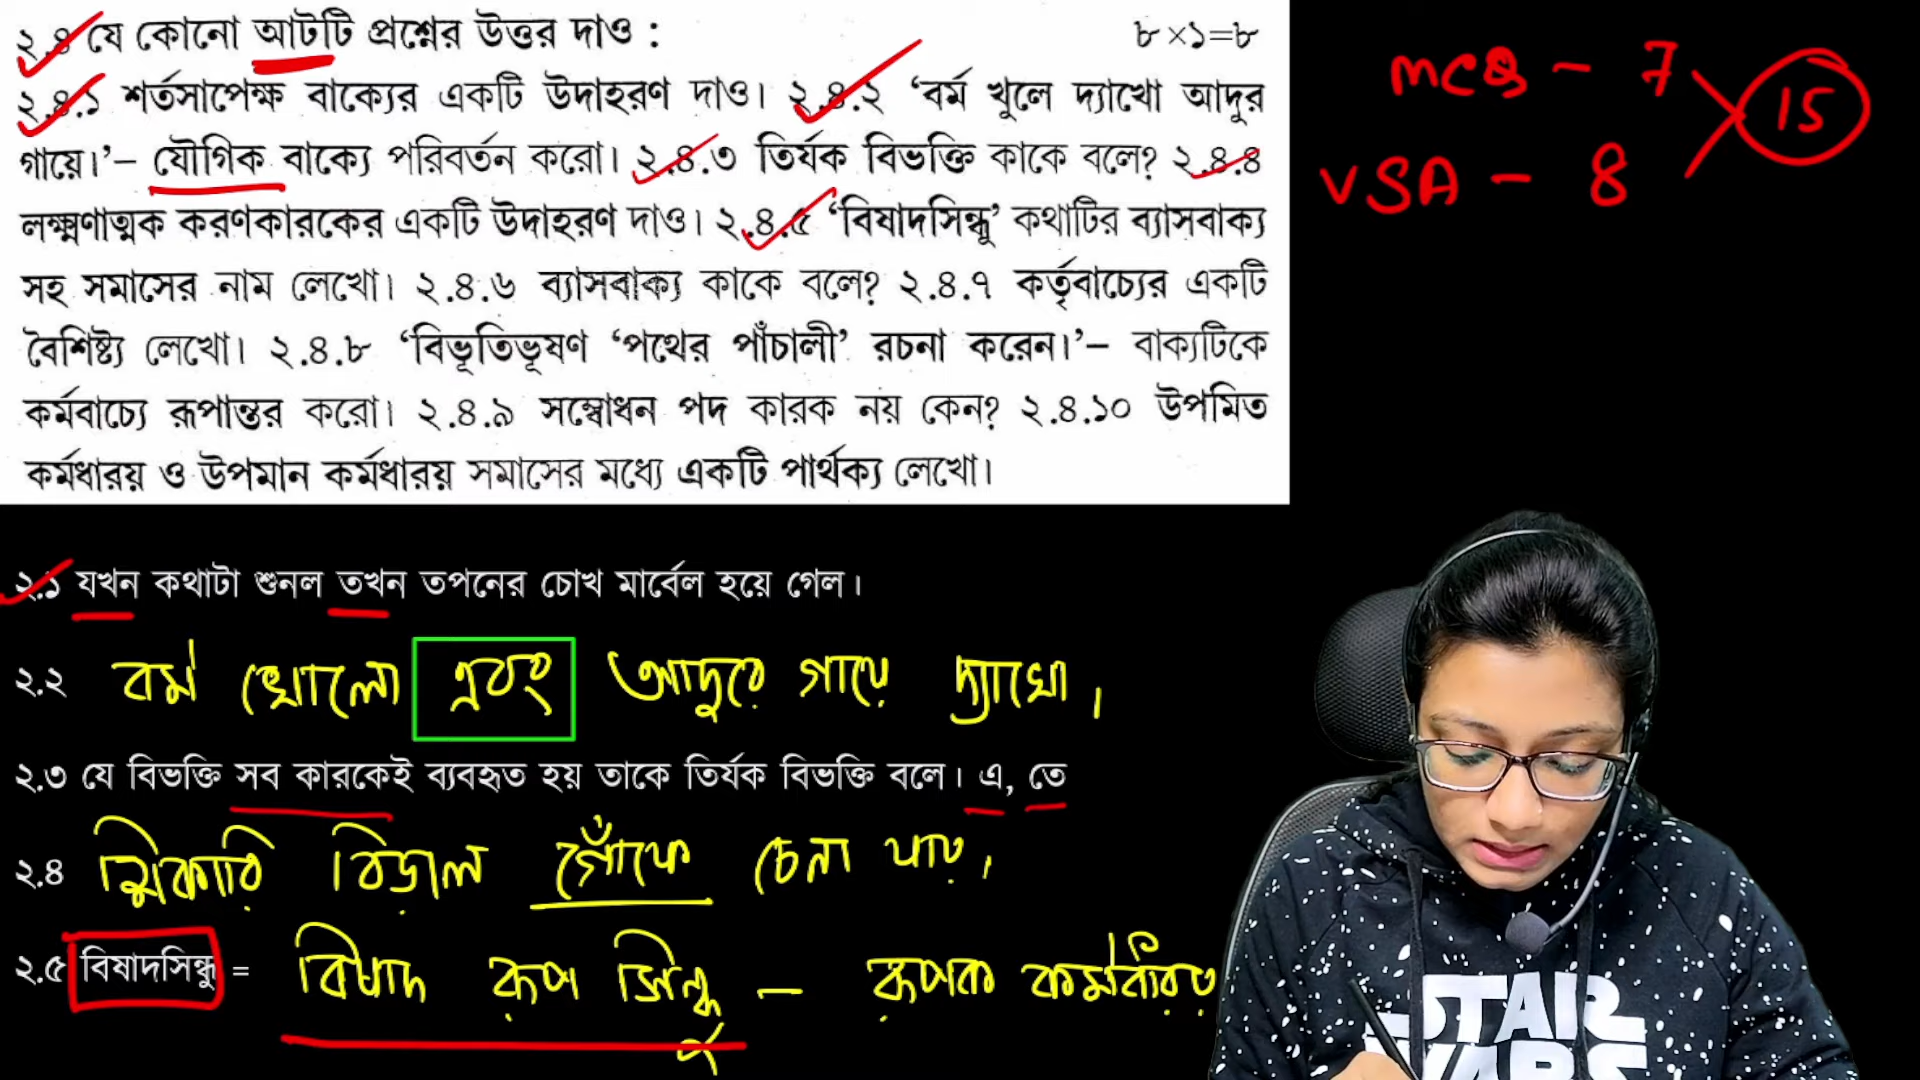 ২.৪ যে কোনো আটটি প্রশ্নের উত্তর দাও :
৮×১=৮
২.৪.১ শর্তসাপেক্ষ বাক্যের একটি উদাহরণ দাও। ২.৪.২ ‘বর্ম খুলে দ্যাখো আদুর
গায়ে।’– যৌগিক বাক্যে পরিবর্তন করো। ২.৪.৩ তির্যক বিভক্তি কাকে বলে? ২.৪.৪
লক্ষ্মণাত্মক করণকারকের একটি উদাহরণ দাও। ২.৪.৫ ‘বিষাদসিন্ধু’ কথাটির ব্যাসবাক্য
সহ সমাসের নাম লেখো। ২.৪.৬ ব্যাসবাক্য কাকে বলে? ২.৪.৭ কর্তৃবাচ্যের একটি
বৈশিষ্ট্য লেখো। ২.৪.৮ ‘বিভূতিভূষণ ‘পথের পাঁচালী’ রচনা করেন।’– বাক্যটিকে
কর্মবাচ্যে রূপান্তর করো। ২.৪.৯ সম্বোধন পদ কারক নয় কেন? ২.৪.১০ উপমিত
কর্মধারয় ও উপমান কর্মধারয় সমাসের মধ্যে একটি পার্থক্য লেখো।
MCQ - 7
15
VSA - 8
২.১ যখন কথাটা শুনল তখন তপনের চোখ মার্বেল হয়ে গেল।
২.২ বর্ম খোলো এবং আদুরে গায়ে দ্যাখো।
২.৩ যে বিভক্তি সব কারকেই ব্যবহৃত হয় তাকে তির্যক বিভক্তি বলে। এ, তে
২.৪ শিকারি বিড়াল গোঁফে চেনা যায়।
২.৫ বিষাদসিন্ধু = বিষাদ রূপ সিন্ধু – রূপক কর্মধারয়
STAR
WARS